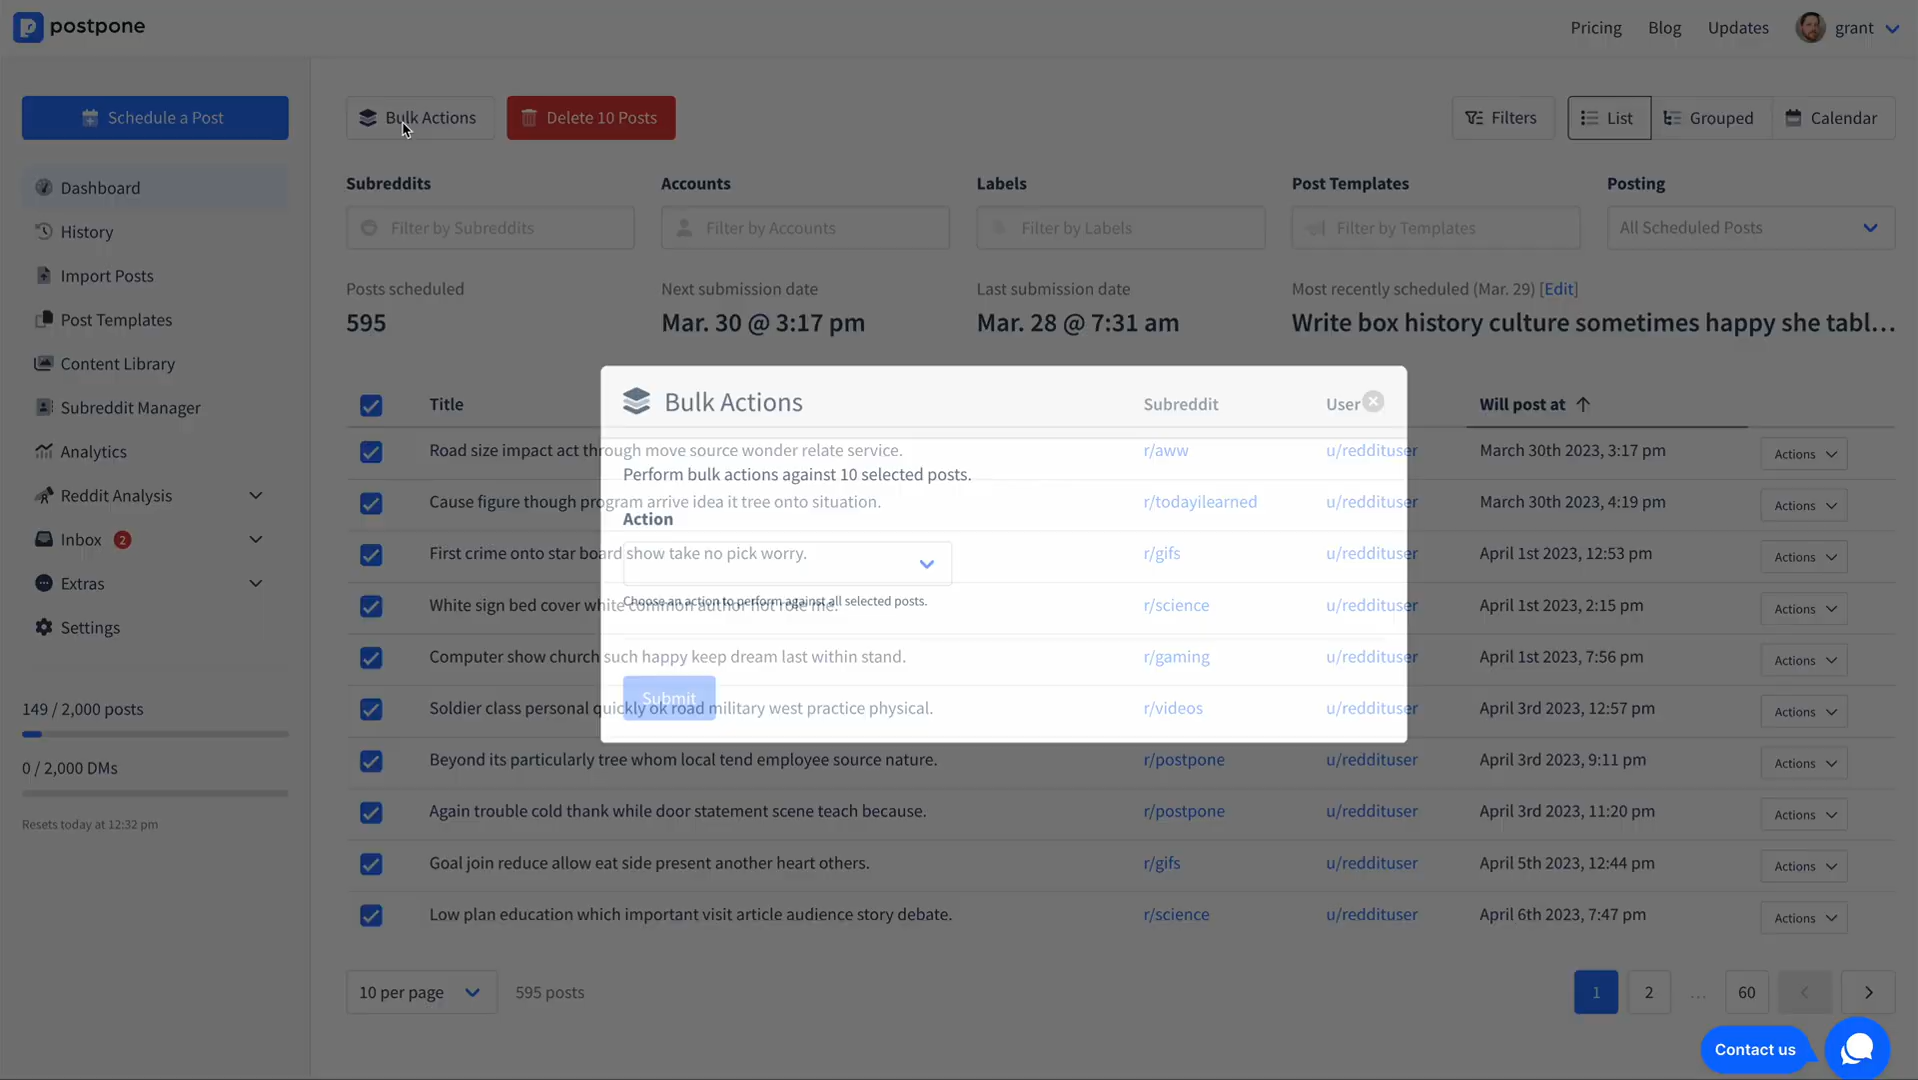 postpone
Pricing Blog Updates grant
Schedule a Post
Bulk Actions Delete 10 Posts Filters List Grouped Calendar
Dashboard
History
Import Posts
Post Templates
Content Library
Subreddit Manager
Analytics
Reddit Analysis
Inbox 2
Extras
Settings
149 / 2,000 posts
0 / 2,000 DMs
Resets today at 12:32 pm
Subreddits Accounts Labels Post Templates Posting
Filter by Subreddits Filter by Accounts Filter by Labels Filter by Templates All Scheduled Posts
Posts scheduled Next submission date Last submission date Most recently scheduled (Mar. 29) [Edit]
595 Mar. 30 @ 3:17 pm Mar. 28 @ 7:31 am Write box history culture sometimes happy she tabl...
Title Subreddit User Will post at
Road size impact act through move source wonder relate service. r/aww u/reddituser March 30th 2023, 3:17 pm Actions
Cause figure though program arrive idea it tree onto situation. r/todayilearned u/reddituser March 30th 2023, 4:19 pm Actions
First crime onto star board show take no pick worry. r/gifs u/reddituser April 1st 2023, 12:53 pm Actions
White sign bed cover white common author hot role me. r/science u/reddituser April 1st 2023, 2:15 pm Actions
Computer show church such happy keep dream last within stand. r/gaming u/reddituser April 1st 2023, 7:56 pm Actions
Soldier class personal quickly ok road military west practice physical. r/videos u/reddituser April 3rd 2023, 12:57 pm Actions
Beyond its particularly tree whom local tend employee source nature. r/postpone u/reddituser April 3rd 2023, 9:11 pm Actions
Again trouble cold thank while door statement scene teach because. r/postpone u/reddituser April 3rd 2023, 11:20 pm Actions
Goal join reduce allow eat side present another heart others. r/gifs u/reddituser April 5th 2023, 12:44 pm Actions
Low plan education which important visit article audience story debate. r/science u/reddituser April 6th 2023, 7:47 pm Actions
Bulk Actions
Perform bulk actions against 10 selected posts.
Action
Choose an action to perform against all selected posts.
Submit
10 per page 595 posts 1 2 ... 60
Contact us